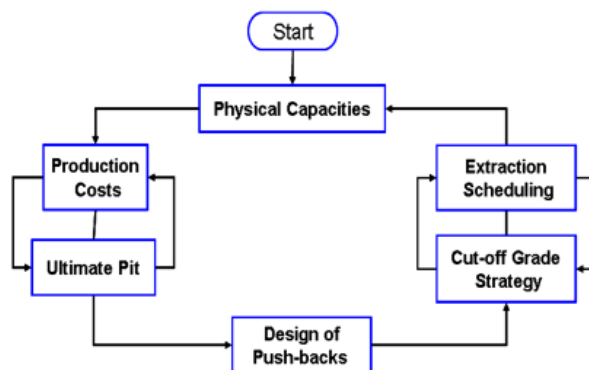 Start
Physical Capacities
Production
Costs
Extraction
Scheduling
Ultimate Pit
Cut-off Grade
Strategy
Design of
Push-backs